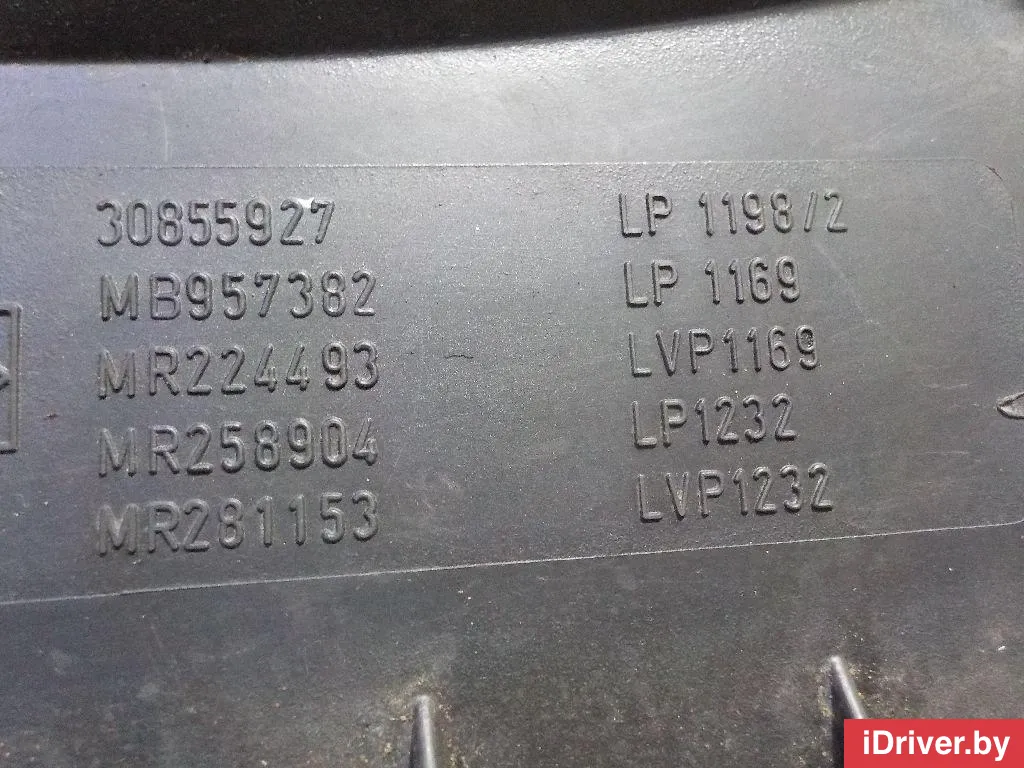 30855927 LP 1198/2
MB957382 LP 1169
MR224493 LVP1169
MR258904 LP1232
MR281153 LVP1232
iDriver.by